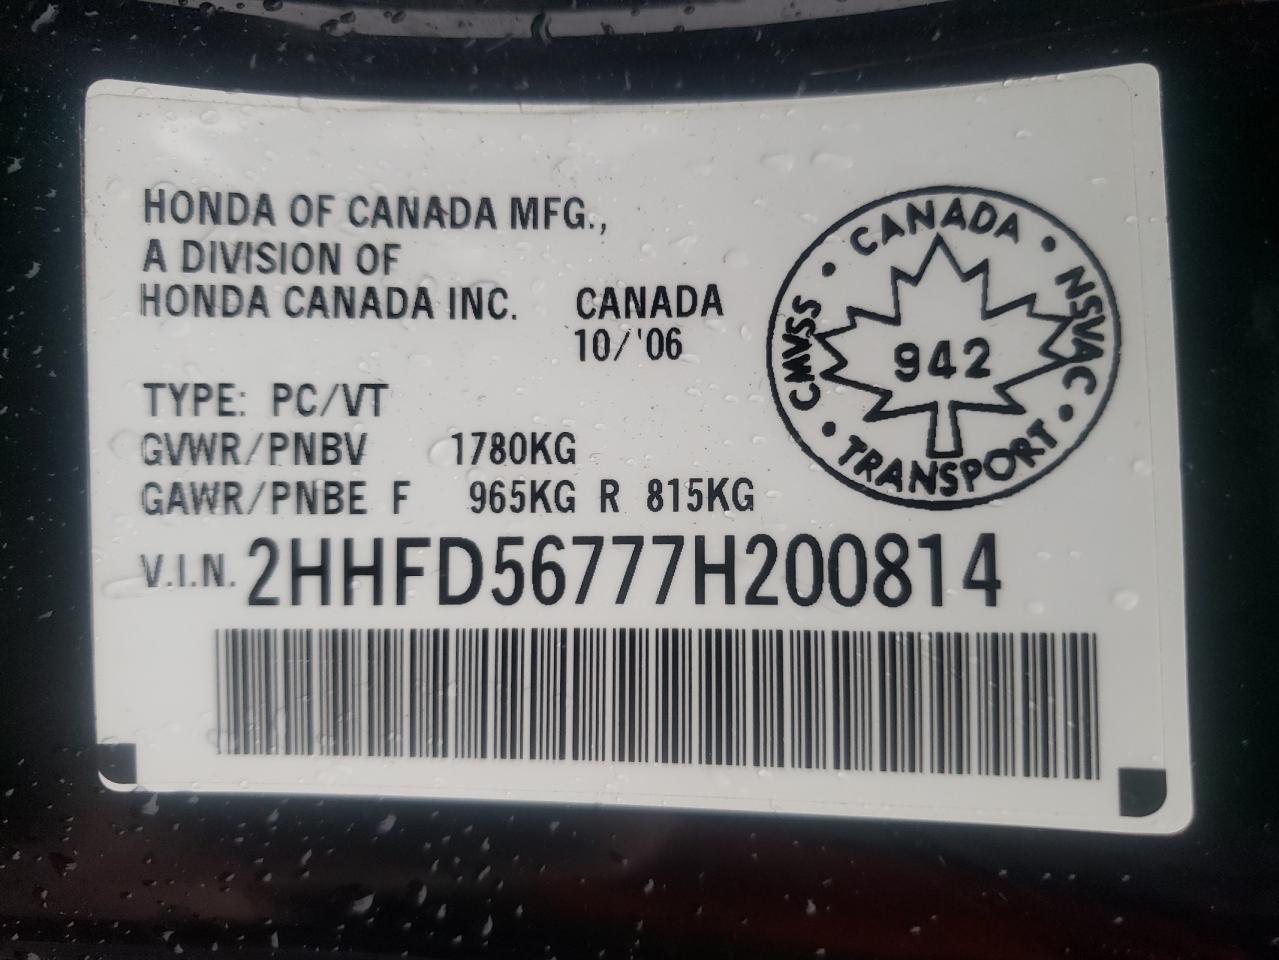 HONDA OF CANADA MFG.,
A DIVISION OF
HONDA CANADA INC. CANADA
10/'06
TYPE: PC/VT
GVWR/PNBV 1780KG
GAWR/PNBE F 965KG R 815KG
V.I.N. 2HHFD56777H200814
CANADA • NSVAC • TRANSPORT • CMVSS •
942